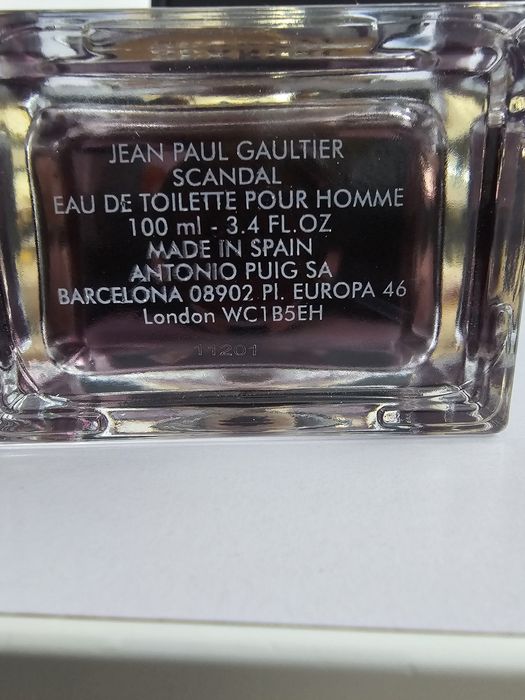 JEAN PAUL GAULTIER
SCANDAL
EAU DE TOILETTE POUR HOMME
100 ml - 3.4 FL.OZ
MADE IN SPAIN
ANTONIO PUIG SA
BARCELONA 08902 Pl. EUROPA 46
London WC1B5EH
11201